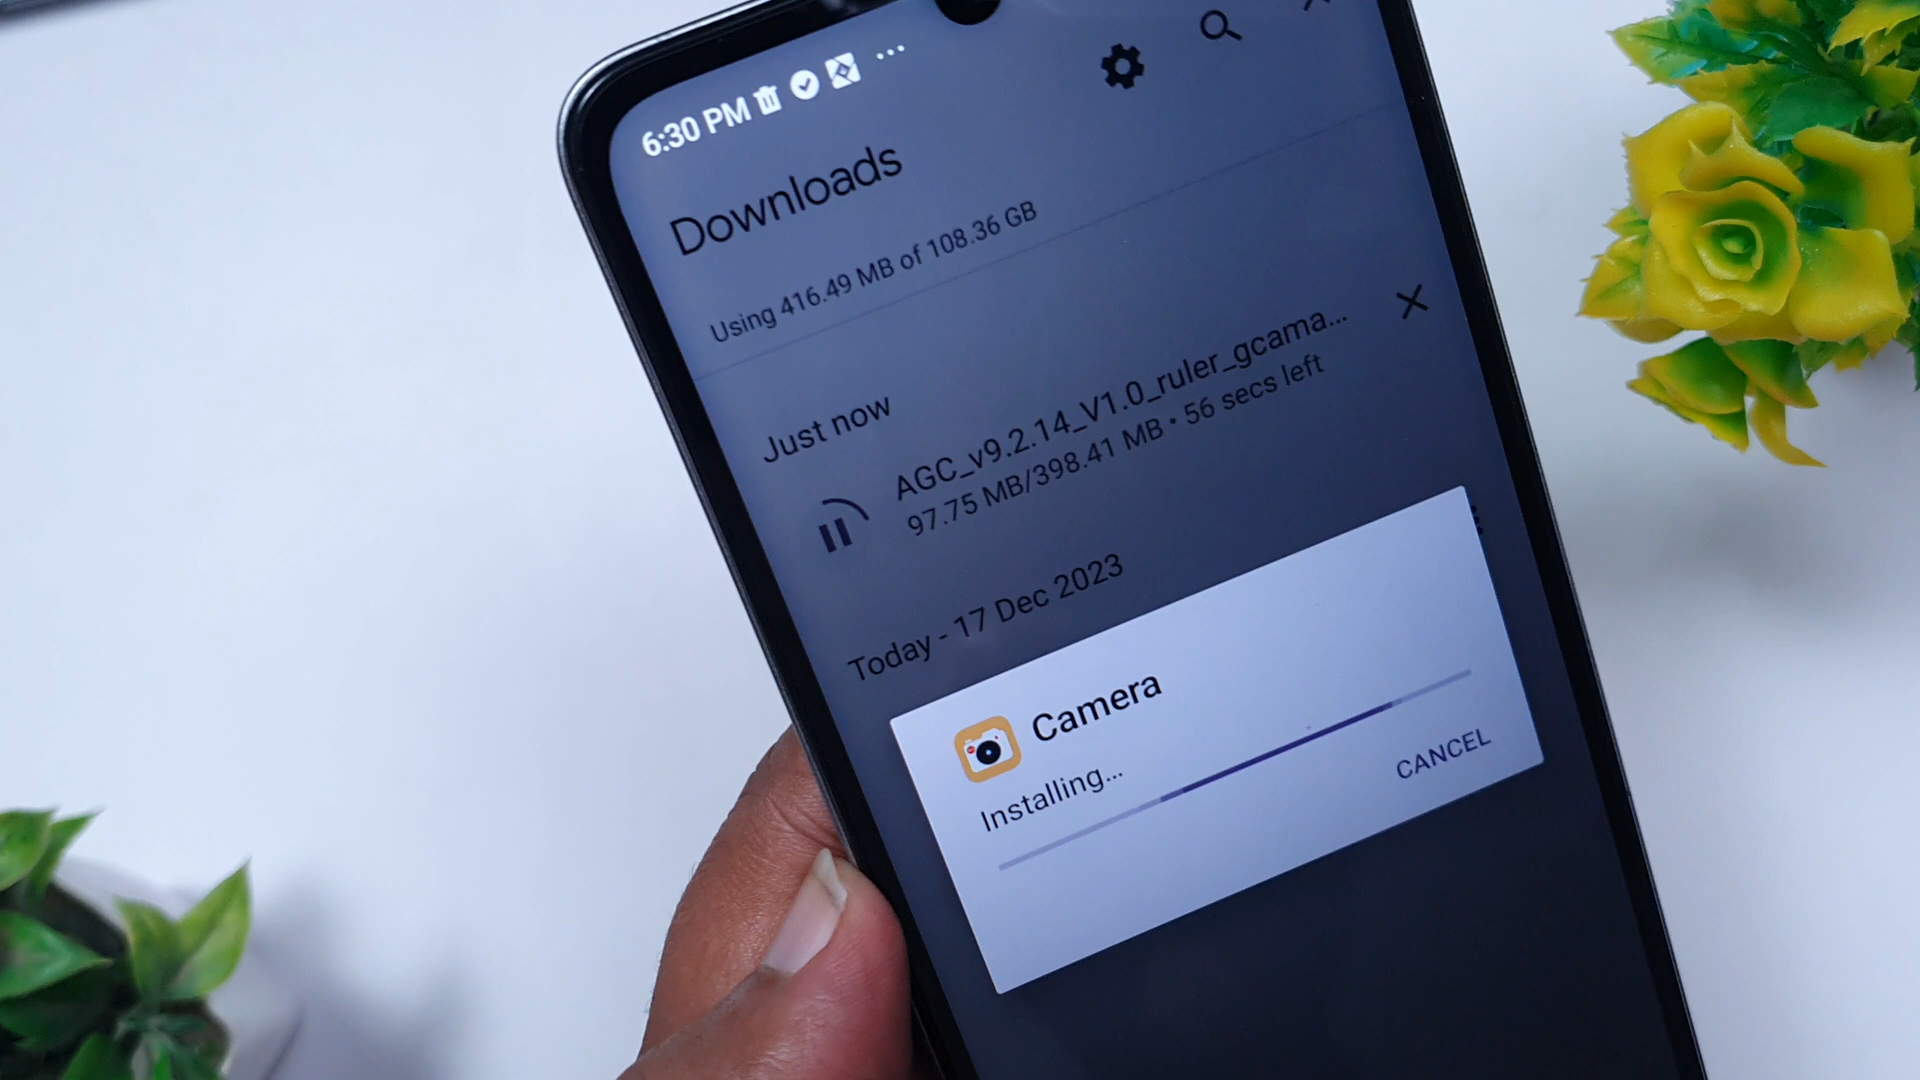 6:30 PM
Downloads
Using 416.49 MB of 108.36 GB
Just now
AGC_v9.2.14_V1.0_ruler_gcama...
97.75 MB/398.41 MB • 56 secs left
Today - 17 Dec 2023
Camera
Installing...
CANCEL